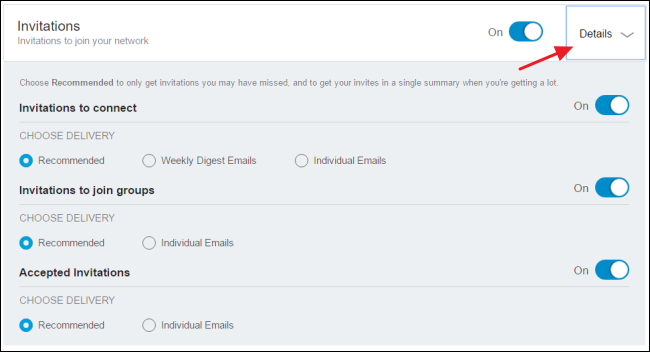 Invitations
Invitations to join your network
On
Details
Choose Recommended to only get invitations you may have missed, and to get your invites in a single summary when you're getting a lot.
Invitations to connect
On
CHOOSE DELIVERY
Recommended Weekly Digest Emails Individual Emails
Invitations to join groups
On
CHOOSE DELIVERY
Recommended Individual Emails
Accepted Invitations
On
CHOOSE DELIVERY
Recommended Individual Emails